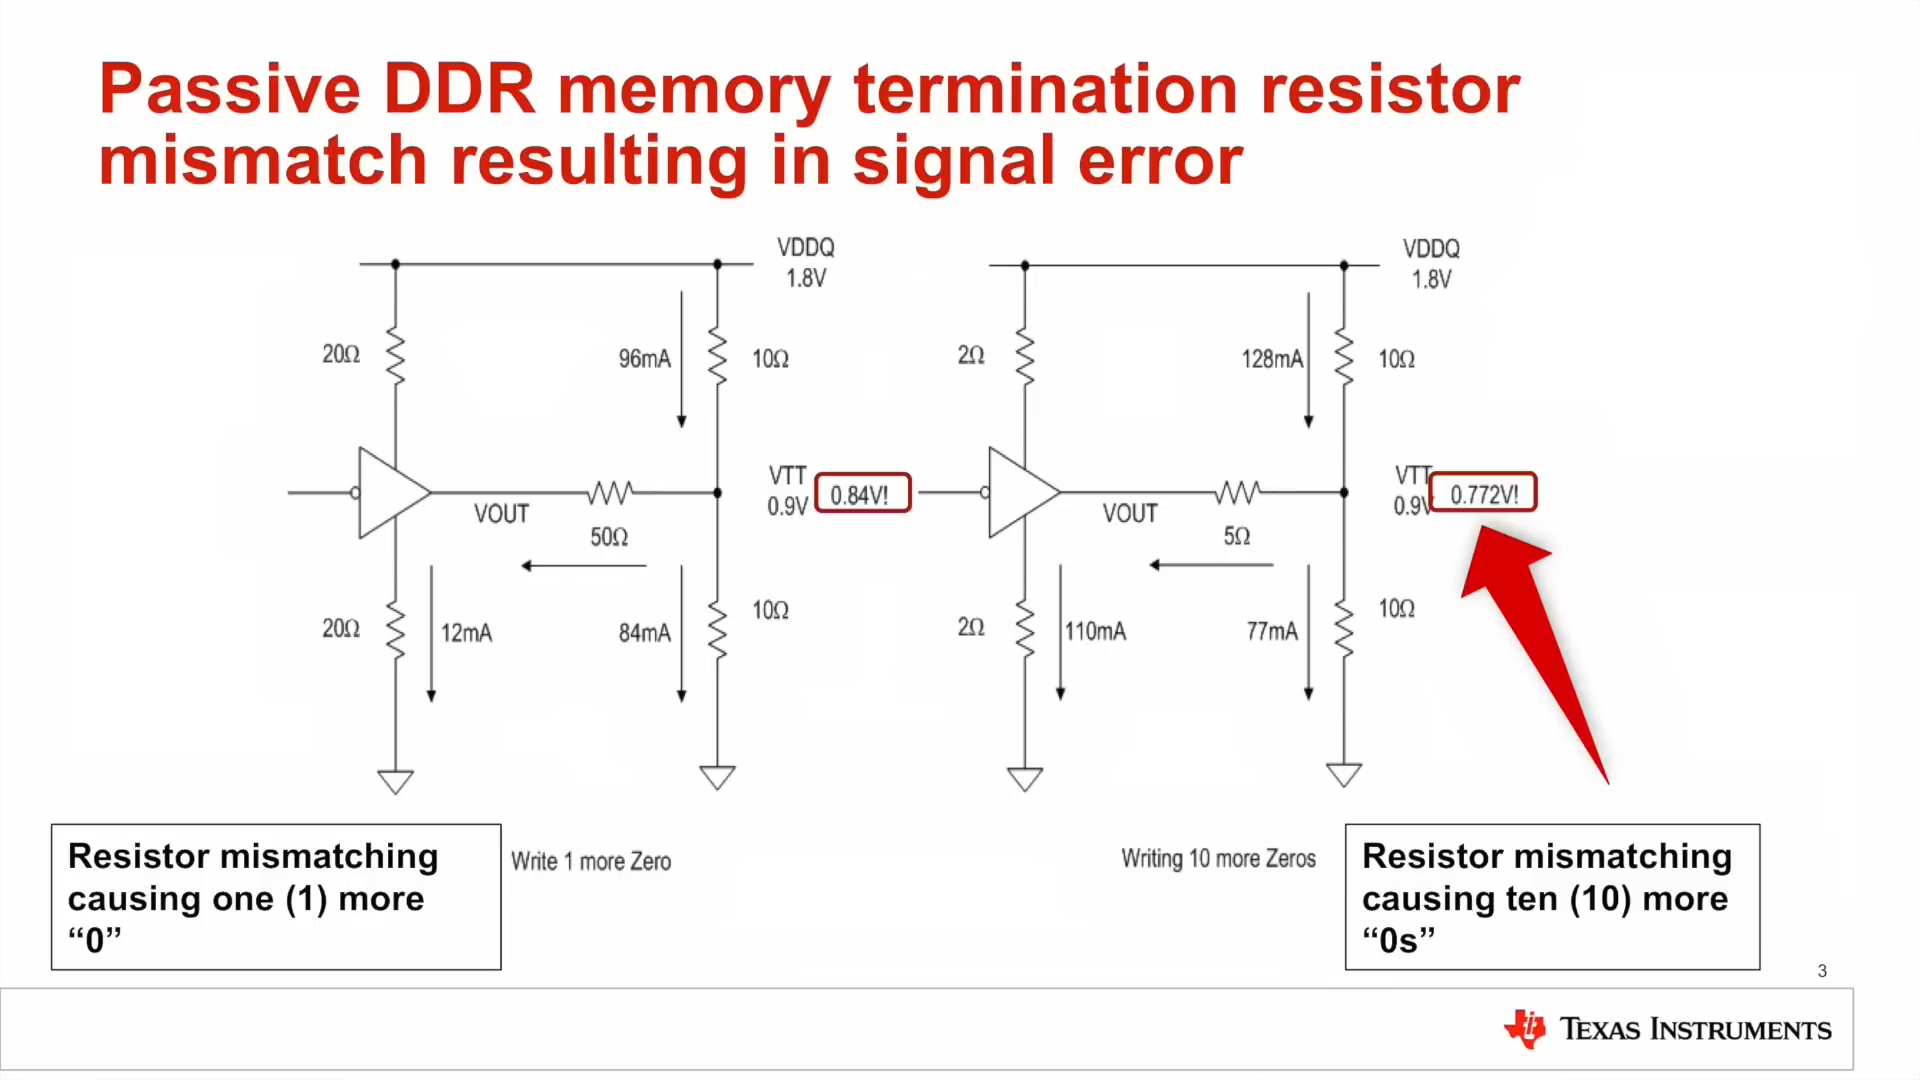 Passive DDR memory termination resistor
mismatch resulting in signal error
VDDQ
1.8V
20Ω
96mA
10Ω
VTT
0.9V
0.84V!
VOUT
50Ω
20Ω
12mA
84mA
10Ω
VDDQ
1.8V
2Ω
128mA
10Ω
VTT
0.9V
0.772V!
VOUT
5Ω
2Ω
110mA
77mA
10Ω
Resistor mismatching
causing one (1) more
“0”
Write 1 more Zero
Writing 10 more Zeros
Resistor mismatching
causing ten (10) more
“0s”
3
TEXAS INSTRUMENTS